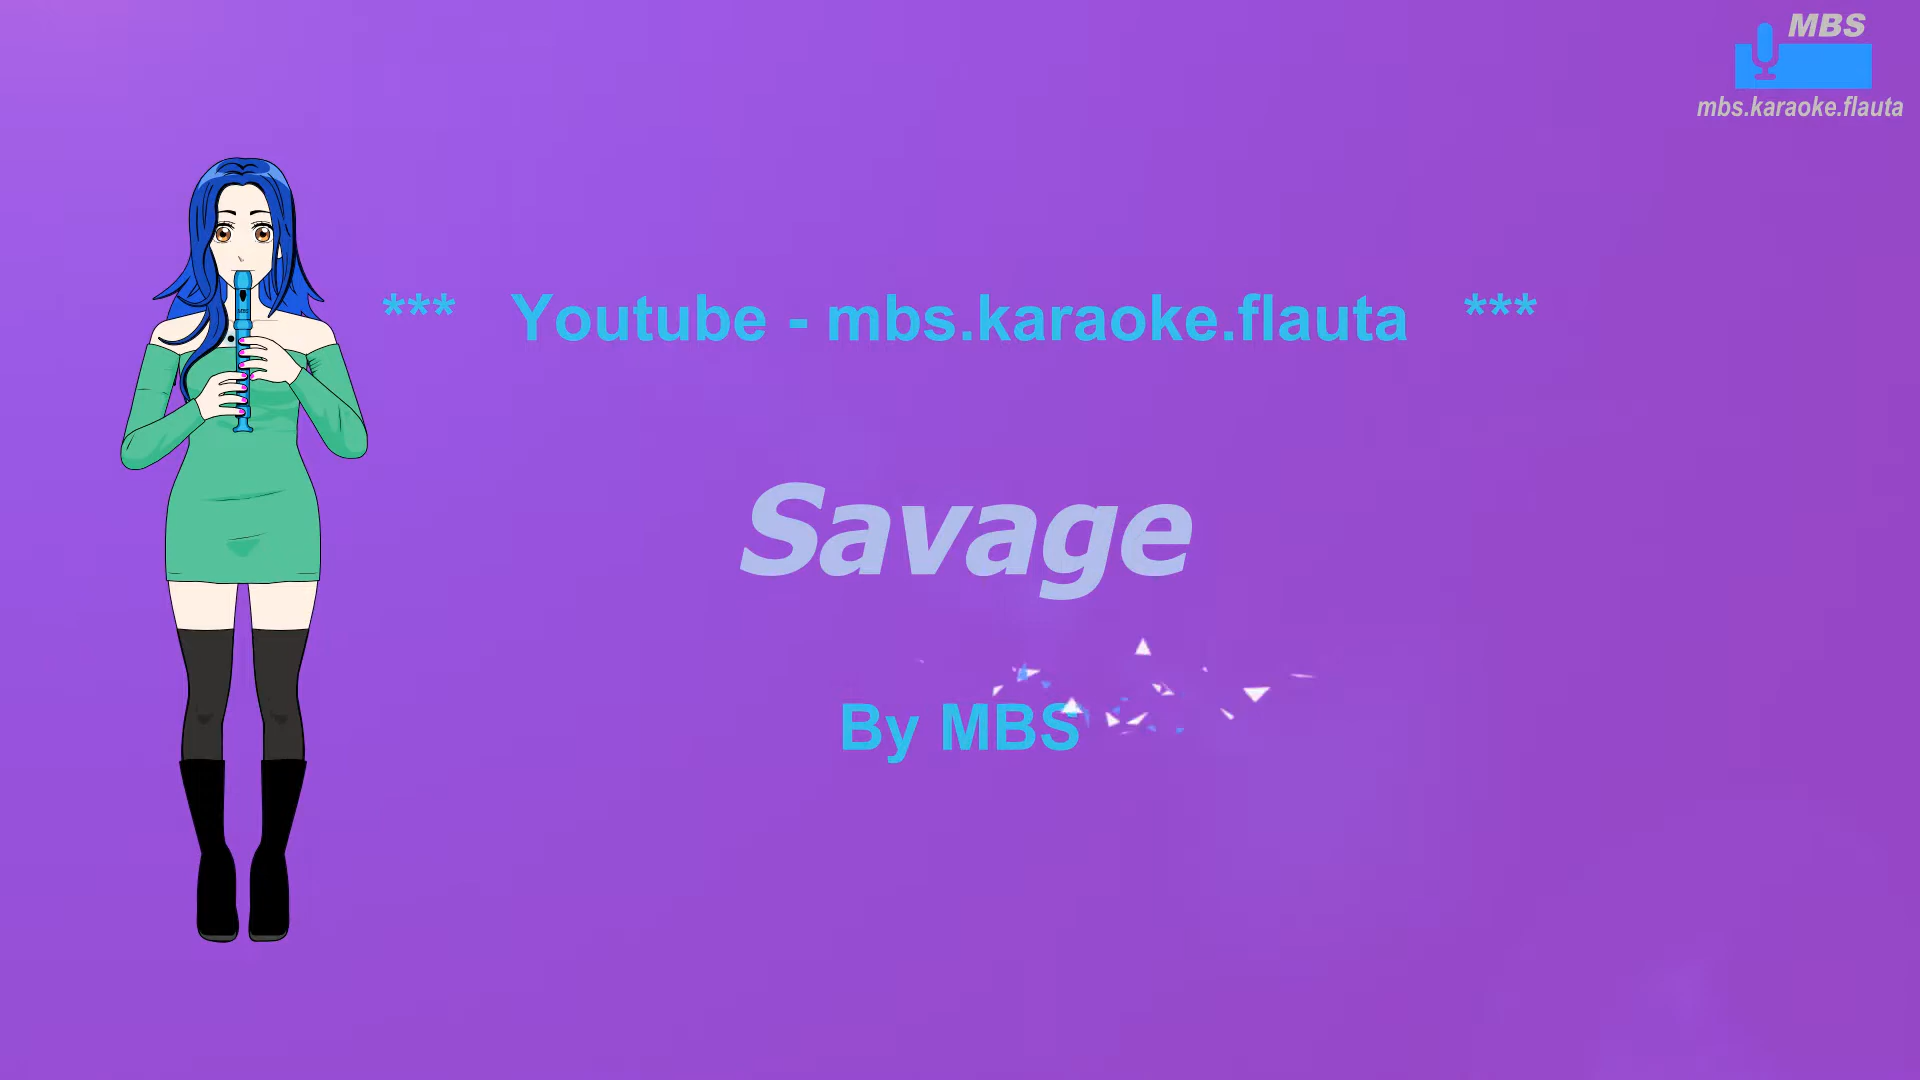 MBS
mbs.karaoke.flauta
*** Youtube - mbs.karaoke.flauta ***
Savage
By MBS